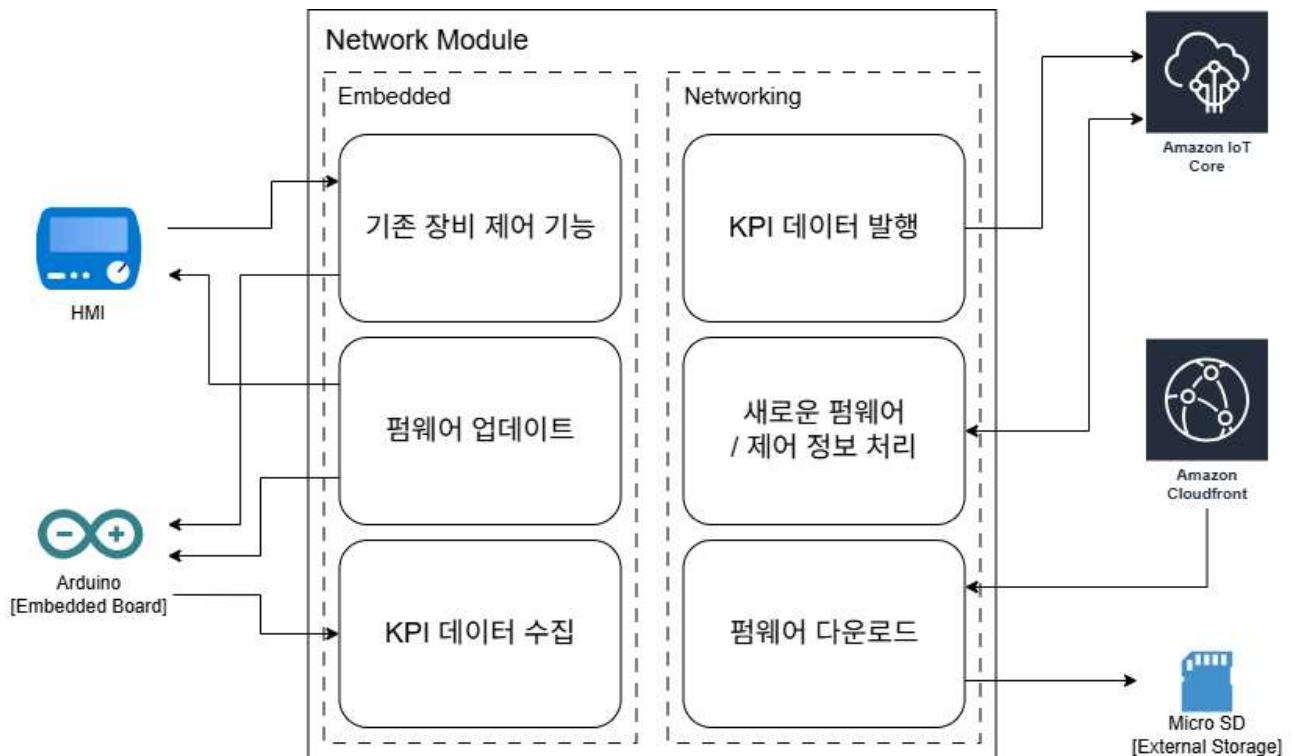 Network Module
Embedded
Networking
기존 장비 제어 기능
KPI 데이터 발행
펌웨어 업데이트
새로운 펌웨어
/ 제어 정보 처리
KPI 데이터 수집
펌웨어 다운로드
HMI
Arduino
[Embedded Board]
Amazon IoT
Core
Amazon
Cloudfront
Micro SD
[External Storage]